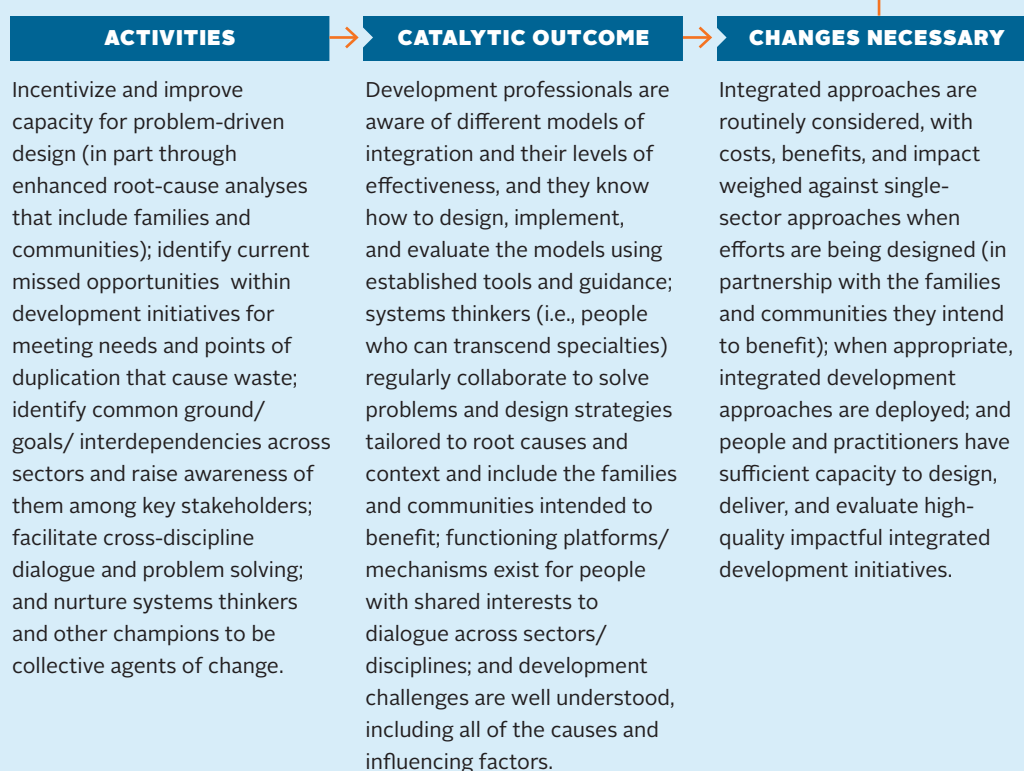 ACTIVITIES
Incentivize and improve
capacity for problem-driven
design (in part through
enhanced root-cause analyses
that include families and
communities); identify current
missed opportunities  within
development initiatives for
meeting needs and points of
duplication that cause waste;
identify common ground/
goals/ interdependencies across
sectors and raise awareness of
them among key stakeholders;
facilitate cross-discipline
dialogue and problem solving;
and nurture systems thinkers
and other champions to be
collective agents of change.
CATALYTIC OUTCOME
Development professionals are
aware of different models of
integration and their levels of
effectiveness, and they know
how to design, implement,
and evaluate the models using
established tools and guidance;
systems thinkers (i.e., people
who can transcend specialties)
regularly collaborate to solve
problems and design strategies
tailored to root causes and
context and include the families
and communities intended to
benefit; functioning platforms/
mechanisms exist for people
with shared interests to
dialogue across sectors/
disciplines; and development
challenges are well understood,
including all of the causes and
influencing factors.
CHANGES NECESSARY
Integrated approaches are
routinely considered, with
costs, benefits, and impact
weighed against single-
sector approaches when
efforts are being designed (in
partnership with the families
and communities they intend
to benefit); when appropriate,
integrated development
approaches are deployed; and
people and practitioners have
sufficient capacity to design,
deliver, and evaluate high-
quality impactful integrated
development initiatives.